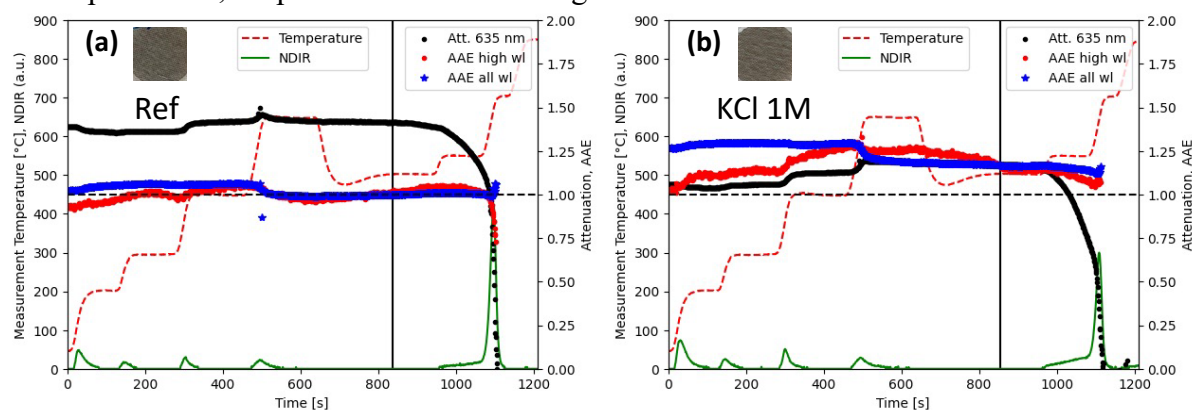 (a)
Ref
Temperature
NDIR
Att. 635 nm
AAE high wl
AAE all wl
Measurement Temperature [°C], NDIR (a.u.)
900
800
700
600
500
400
300
200
100
0
0 200 400 600 800 1000 1200
Time [s]
2.00
1.75
1.50
1.25
1.00
0.75
0.50
0.25
0.00
Attenuation, AAE
(b)
KCl 1M
Temperature
NDIR
Att. 635 nm
AAE high wl
AAE all wl
Measurement Temperature [°C], NDIR (a.u.)
900
800
700
600
500
400
300
200
100
0
0 200 400 600 800 1000 1200
Time [s]
2.00
1.75
1.50
1.25
1.00
0.75
0.50
0.25
0.00
Attenuation, AAE